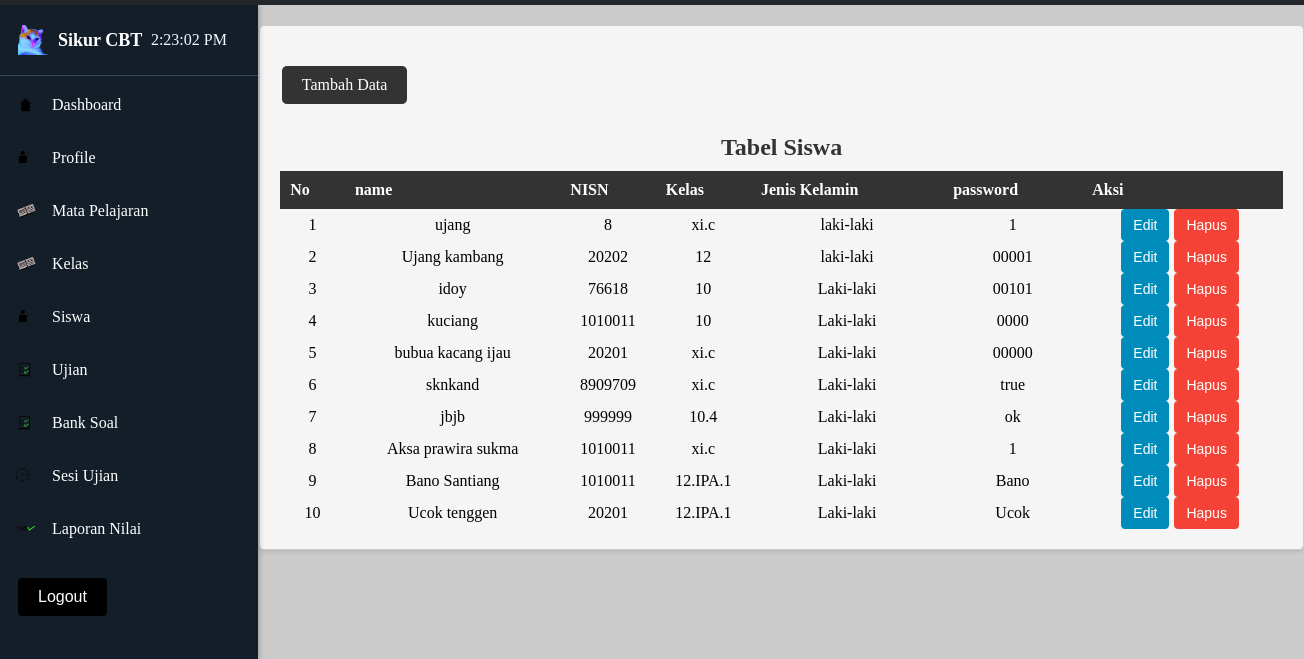 Sikur CBT 2:23:02 PM
Dashboard
Profile
Mata Pelajaran
Kelas
Siswa
Ujian
Bank Soal
Sesi Ujian
Laporan Nilai
Logout
Tambah Data
Tabel Siswa
No name NISN Kelas Jenis Kelamin password Aksi
1 ujang 8 xi.c laki-laki 1 Edit Hapus
2 Ujang kambang 20202 12 laki-laki 00001 Edit Hapus
3 idoy 76618 10 Laki-laki 00101 Edit Hapus
4 kuciang 1010011 10 Laki-laki 0000 Edit Hapus
5 bubua kacang ijau 20201 xi.c Laki-laki 00000 Edit Hapus
6 sknkand 8909709 xi.c Laki-laki true Edit Hapus
7 jbjb 999999 10.4 Laki-laki ok Edit Hapus
8 Aksa prawira sukma 1010011 xi.c Laki-laki 1 Edit Hapus
9 Bano Santiang 1010011 12.IPA.1 Laki-laki Bano Edit Hapus
10 Ucok tenggen 20201 12.IPA.1 Laki-laki Ucok Edit Hapus